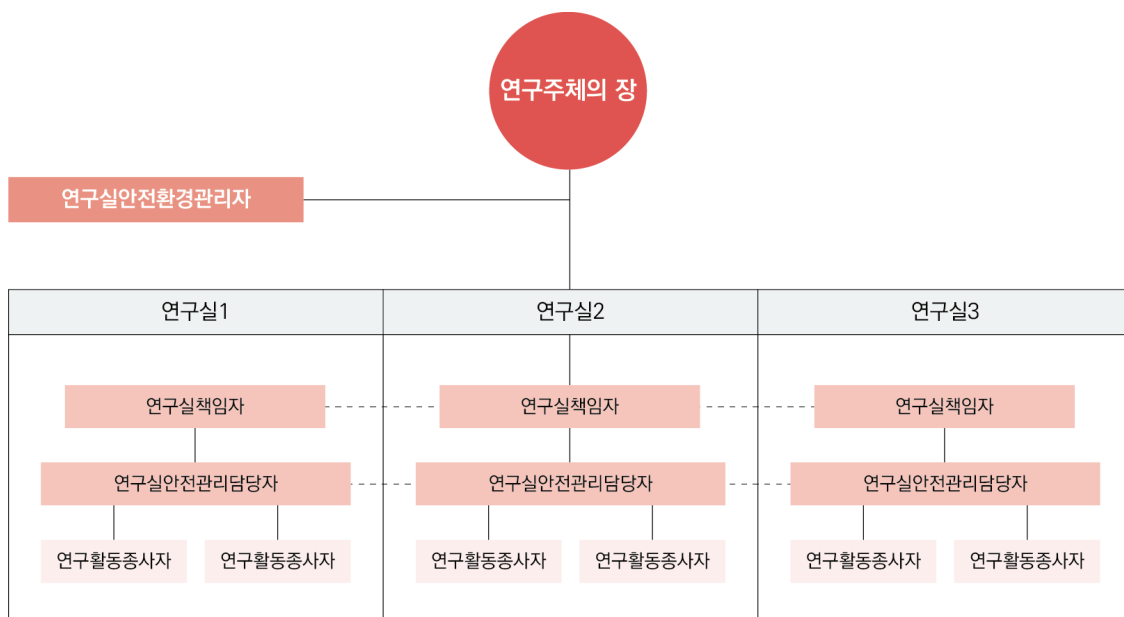 연구주체의 장
연구실안전환경관리자
연구실1
연구실2
연구실3
연구실책임자
연구실책임자
연구실책임자
연구실안전관리담당자
연구실안전관리담당자
연구실안전관리담당자
연구활동종사자
연구활동종사자
연구활동종사자
연구활동종사자
연구활동종사자
연구활동종사자